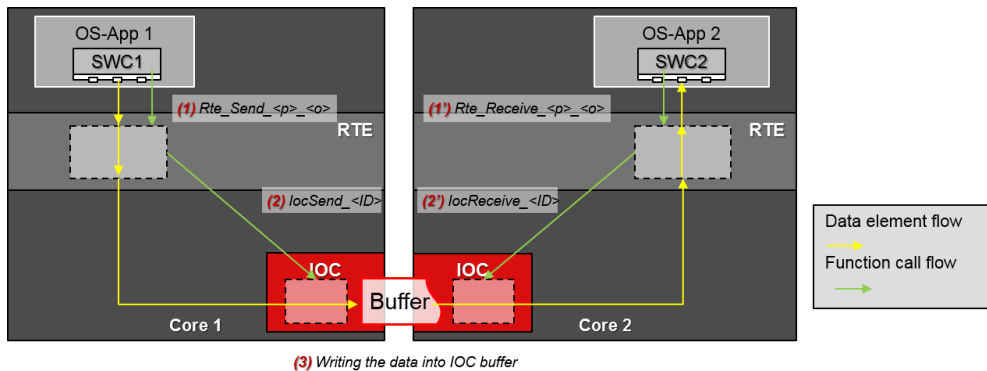 OS-App 1
SWC1
(1) Rte_Send_<p>_<o>
RTE
(2) IocSend_<ID>
IOC
Core 1
OS-App 2
SWC2
(1') Rte_Receive_<p>_<o>
RTE
(2') IocReceive_<ID>
IOC
Core 2
Buffer
(3) Writing the data into IOC buffer
Data element flow
Function call flow